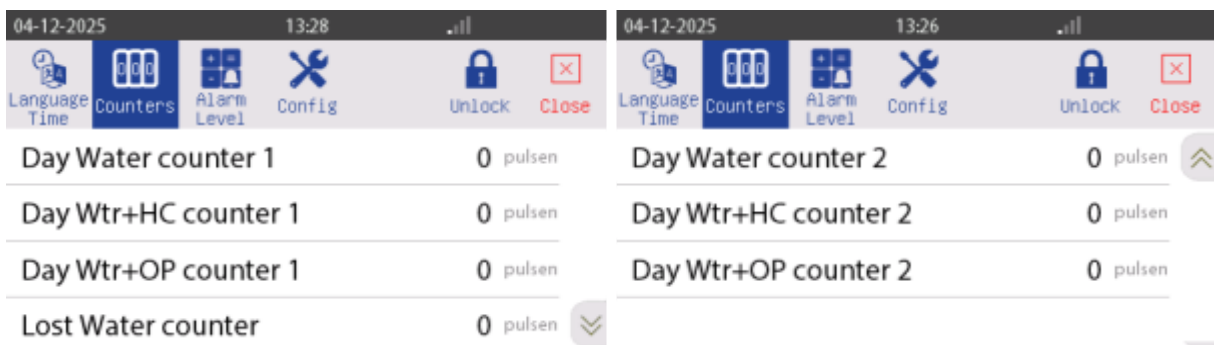 04-12-2025 13:28
Language Time
Counters
Alarm Level
Config
Unlock
Close
Day Water counter 1 0 pulsen
Day Wtr+HC counter 1 0 pulsen
Day Wtr+OP counter 1 0 pulsen
Lost Water counter 0 pulsen
04-12-2025 13:26
Language Time
Counters
Alarm Level
Config
Unlock
Close
Day Water counter 2 0 pulsen
Day Wtr+HC counter 2 0 pulsen
Day Wtr+OP counter 2 0 pulsen